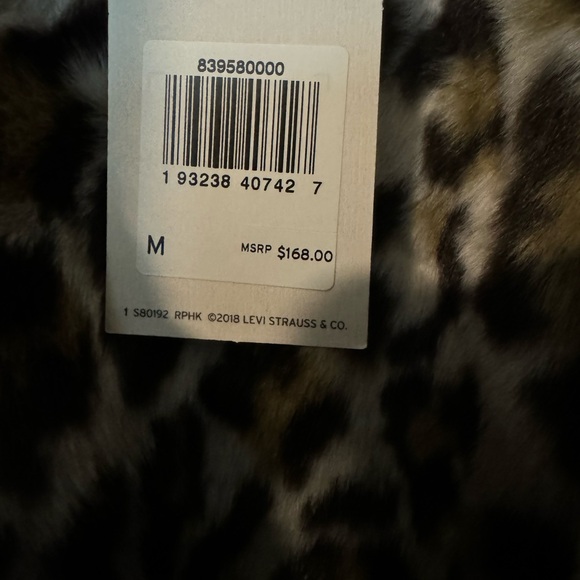 839580000
1 93238 40742 7
M MSRP $168.00
1 S80192 RPHK ©2018 LEVI STRAUSS & CO.